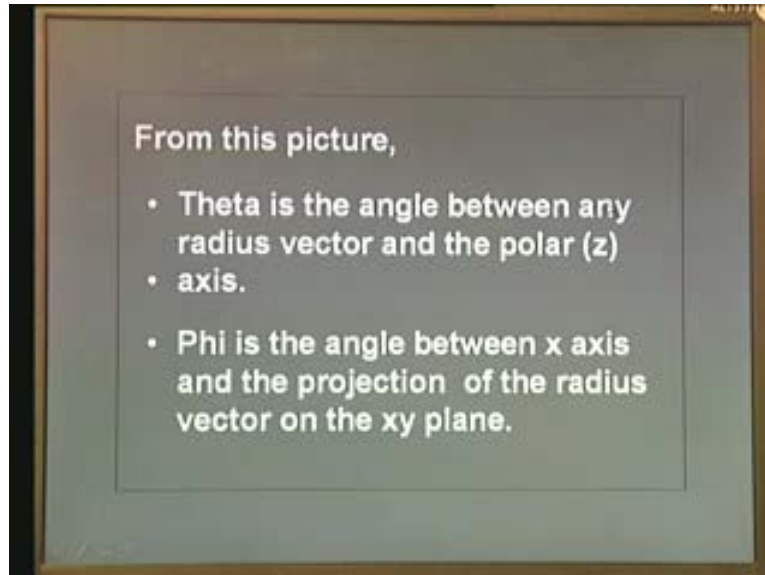 From this picture,
• Theta is the angle between any
radius vector and the polar (z)
• axis.
• Phi is the angle between x axis
and the projection of the radius
vector on the xy plane.